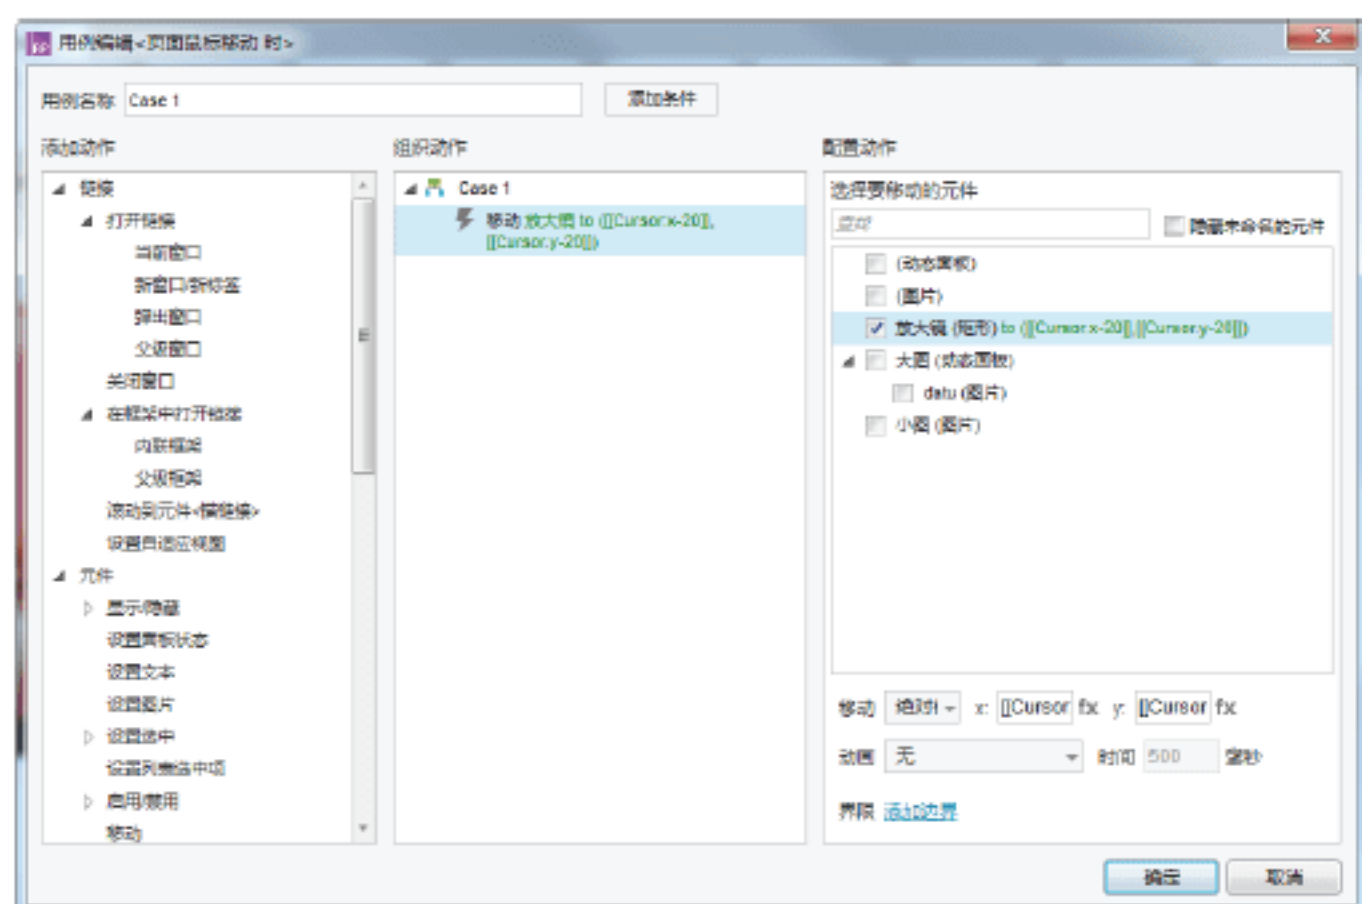 用例编辑<页面鼠标移动 时>
用例名称 Case 1 添加条件
添加动作
链接
打开链接
当前窗口
新窗口/新标签
弹出窗口
父级窗口
关闭窗口
在框架中打开链接
内联框架
父级框架
滚动到元件<锚链接>
设置自适应视图
元件
显示/隐藏
设置面板状态
设置文本
设置图片
设置选中
设置列表选中项
启用/禁用
移动
组织动作
Case 1
移动 放大镜 to ([[Cursor.x-20]],
[[Cursor.y-20]])
配置动作
选择要移动的元件
查找 隐藏未命名的元件
(动态面板)
(图片)
放大镜 (矩形) to ([[Cursor.x-20]],[[Cursor.y-20]])
大图 (动态面板)
datu (图片)
小图 (图片)
移动 绝对 x: [[Cursor fx y: [[Cursor fx
动画 无 时间 500 毫秒
界限 添加边界
确定 取消